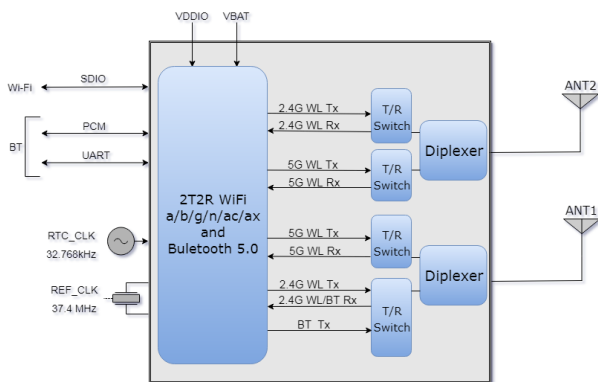 VDDIO
VBAT
Wi-Fi
SDIO
BT
PCM
UART
RTC_CLK
32.768kHz
REF_CLK
37.4 MHz
2T2R WiFi
a/b/g/n/ac/ax
and
Buletooth 5.0
2.4G WL Tx
2.4G WL Rx
5G WL Tx
5G WL Rx
5G WL Tx
5G WL Rx
2.4G WL Tx
2.4G WL/BT Rx
BT Tx
T/R
Switch
T/R
Switch
T/R
Switch
T/R
Switch
Diplexer
Diplexer
ANT2
ANT1